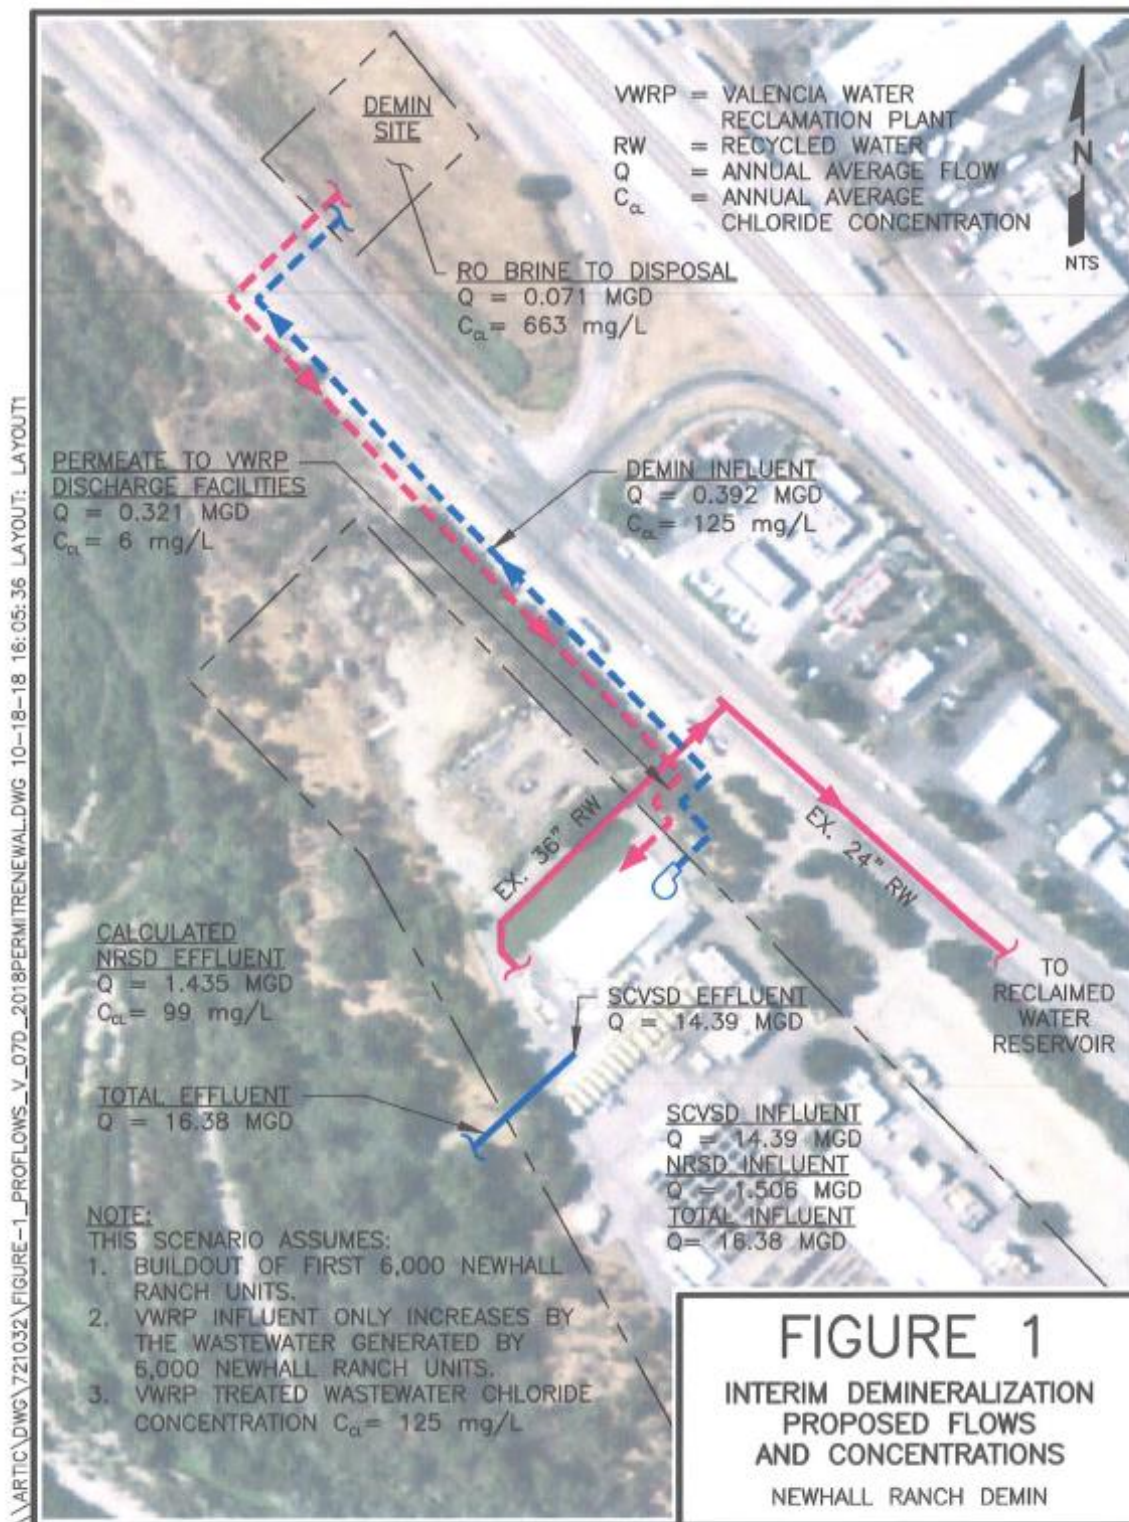 DEMIN
SITE
VWRP = VALENCIA WATER
RECLAMATION PLANT
RW = RECYCLED WATER
Q = ANNUAL AVERAGE FLOW
C_CL = ANNUAL AVERAGE
CHLORIDE CONCENTRATION
N
NTS
RO BRINE TO DISPOSAL
Q = 0.071 MGD
C_CL = 663 mg/L
PERMEATE TO VWRP
DISCHARGE FACILITIES
Q = 0.321 MGD
C_CL = 6 mg/L
DEMIN INFLUENT
Q = 0.392 MGD
C_CL = 125 mg/L
EX. 36" RW
EX. 24" RW
TO
RECLAIMED
WATER
RESERVOIR
CALCULATED
NRSD EFFLUENT
Q = 1.435 MGD
C_CL = 99 mg/L
SCVSD EFFLUENT
Q = 14.39 MGD
TOTAL EFFLUENT
Q = 16.38 MGD
SCVSD INFLUENT
Q = 14.39 MGD
NRSD INFLUENT
Q = 1.506 MGD
TOTAL INFLUENT
Q= 16.38 MGD
NOTE:
THIS SCENARIO ASSUMES:
1. BUILDOUT OF FIRST 6,000 NEWHALL
RANCH UNITS.
2. VWRP INFLUENT ONLY INCREASES BY
THE WASTEWATER GENERATED BY
6,000 NEWHALL RANCH UNITS.
3. VWRP TREATED WASTEWATER CHLORIDE
CONCENTRATION C_CL = 125 mg/L
FIGURE 1
INTERIM DEMINERALIZATION
PROPOSED FLOWS
AND CONCENTRATIONS
NEWHALL RANCH DEMIN
\\ARTIC\DWG\721032\FIGURE-1_PROFLOWS_V_07D_2018PERMITRENEWAL.DWG 10-18-18 16:05:36 LAYOUT: LAYOUT1